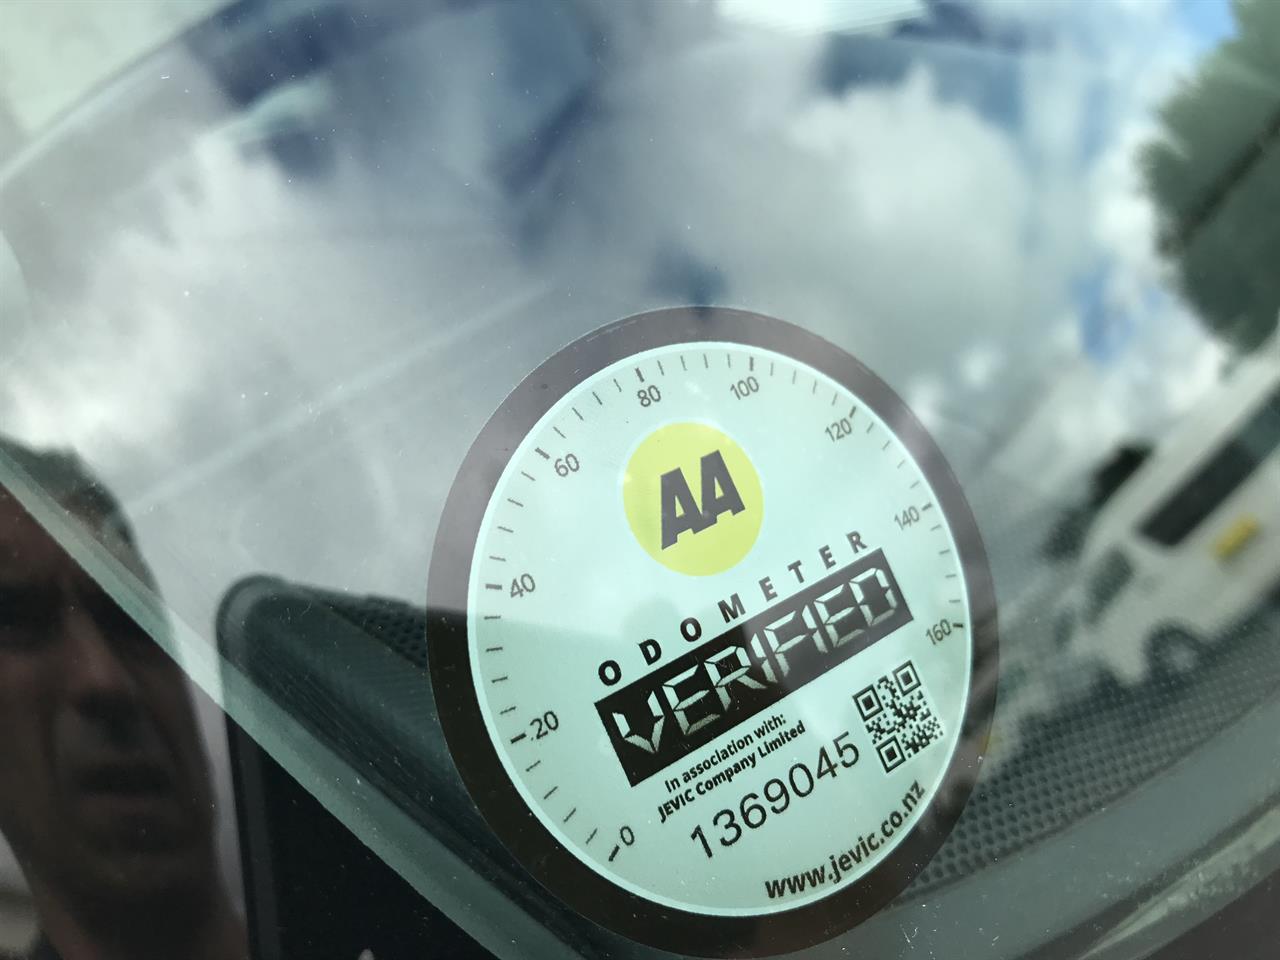 0
20
40
60
80
100
120
140
160
AA
ODOMETER
VERIFIED
In association with:
JEVIC Company Limited
1369045
www.jevic.co.nz